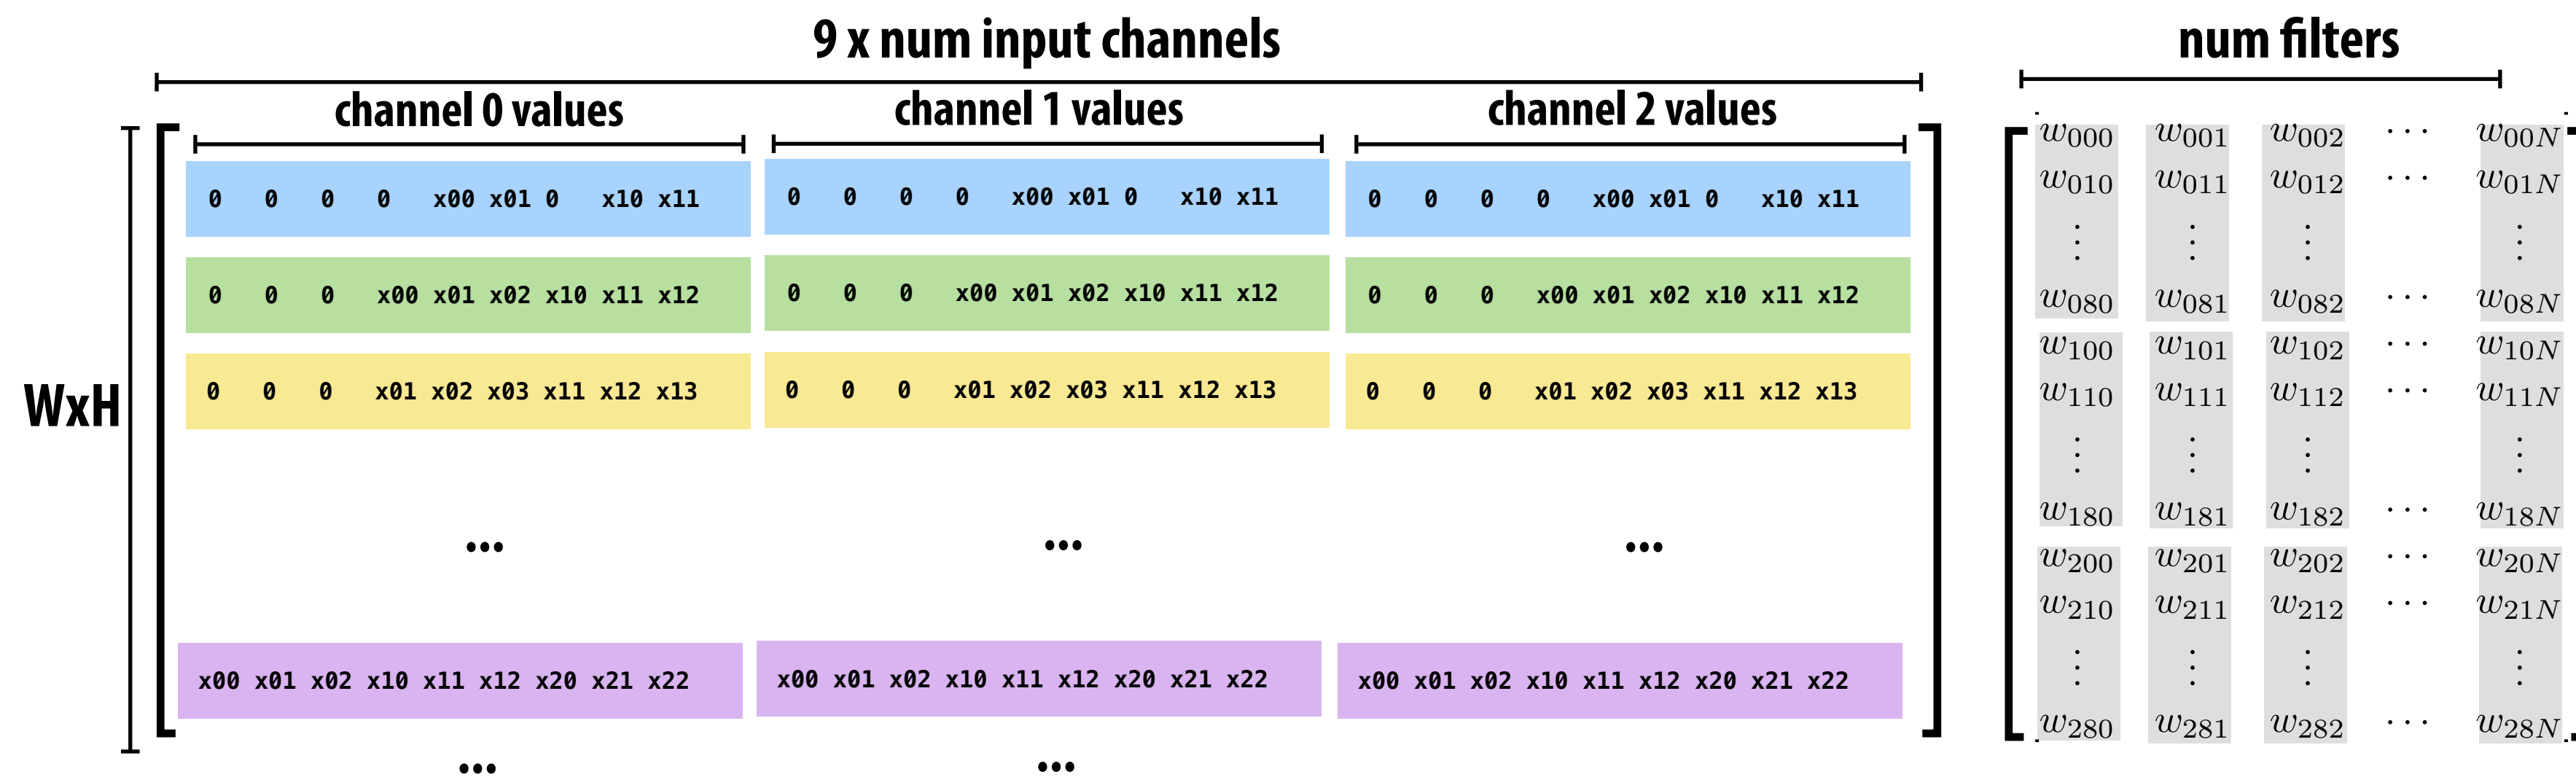 9 x num input channels num filters
channel 0 values channel 1 values channel 2 values
w000 w001 w002 ··· w00N
0 0 0 0 x00 x01 0 x10 x11 0 0 0 0 x00 x01 0 x10 x11 0 0 0 0 x00 x01 0 x10 x11
w010 w011 w012 ··· w01N
⋮ ⋮ ⋮ ⋮
0 0 0 x00 x01 x02 x10 x11 x12 0 0 0 x00 x01 x02 x10 x11 x12 0 0 0 x00 x01 x02 x10 x11 x12
w080 w081 w082 ··· w08N
w100 w101 w102 ··· w10N
0 0 0 x01 x02 x03 x11 x12 x13 0 0 0 x01 x02 x03 x11 x12 x13 0 0 0 x01 x02 x03 x11 x12 x13
w110 w111 w112 ··· w11N
WxH
⋮ ⋮ ⋮ ⋮
w180 w181 w182 ··· w18N
... ... ...
w200 w201 w202 ··· w20N
w210 w211 w212 ··· w21N
⋮ ⋮ ⋮ ⋮
x00 x01 x02 x10 x11 x12 x20 x21 x22 x00 x01 x02 x10 x11 x12 x20 x21 x22 x00 x01 x02 x10 x11 x12 x20 x21 x22
w280 w281 w282 ··· w28N
... ...